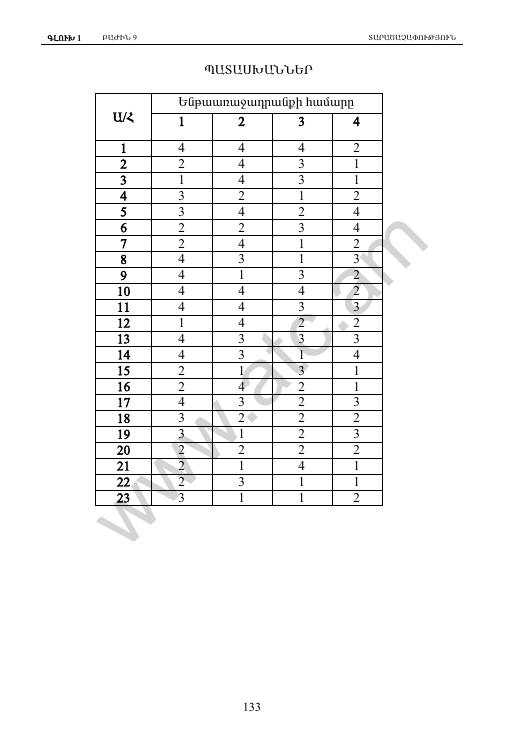 ԳԼՈՒԽ 1 ԲԱԺԻՆ 9 ՏԱՐԱԾԱՉԱՓՈՒԹՅՈՒՆ
ՊԱՏԱՍԽԱՆՆԵՐ
Ա/Հ Ենթաառաջադրանքի համարը
1 2 3 4
1 4 4 4 2
2 2 4 3 1
3 1 4 3 1
4 3 2 1 2
5 3 4 2 4
6 2 2 3 4
7 2 4 1 2
8 4 3 1 3
9 4 1 3 2
10 4 4 4 2
11 4 4 3 3
12 1 4 2 2
13 4 3 3 3
14 4 3 1 4
15 2 1 3 1
16 2 4 2 1
17 4 3 2 3
18 3 2 2 2
19 3 1 2 3
20 2 2 2 2
21 2 1 4 1
22 2 3 1 1
23 3 1 1 2
www.atc.am
133